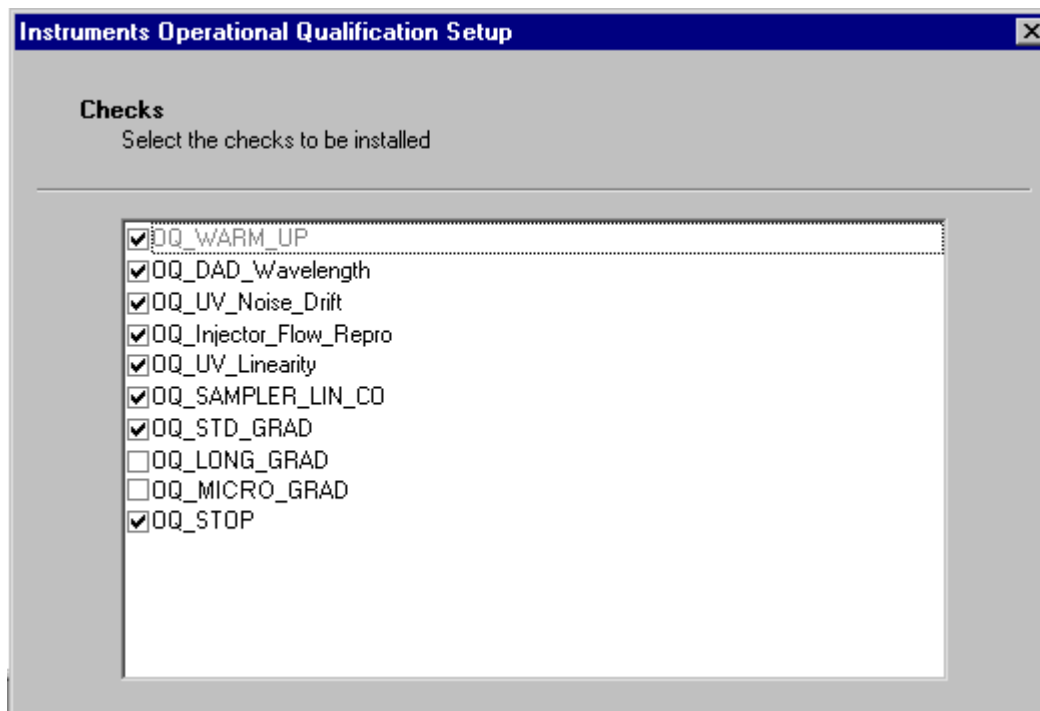 Instruments Operational Qualification Setup
Checks
Select the checks to be installed
OQ_WARM_UP
OQ_DAD_Wavelength
OQ_UV_Noise_Drift
OQ_Injector_Flow_Repro
OQ_UV_Linearity
OQ_SAMPLER_LIN_CO
OQ_STD_GRAD
OQ_LONG_GRAD
OQ_MICRO_GRAD
OQ_STOP